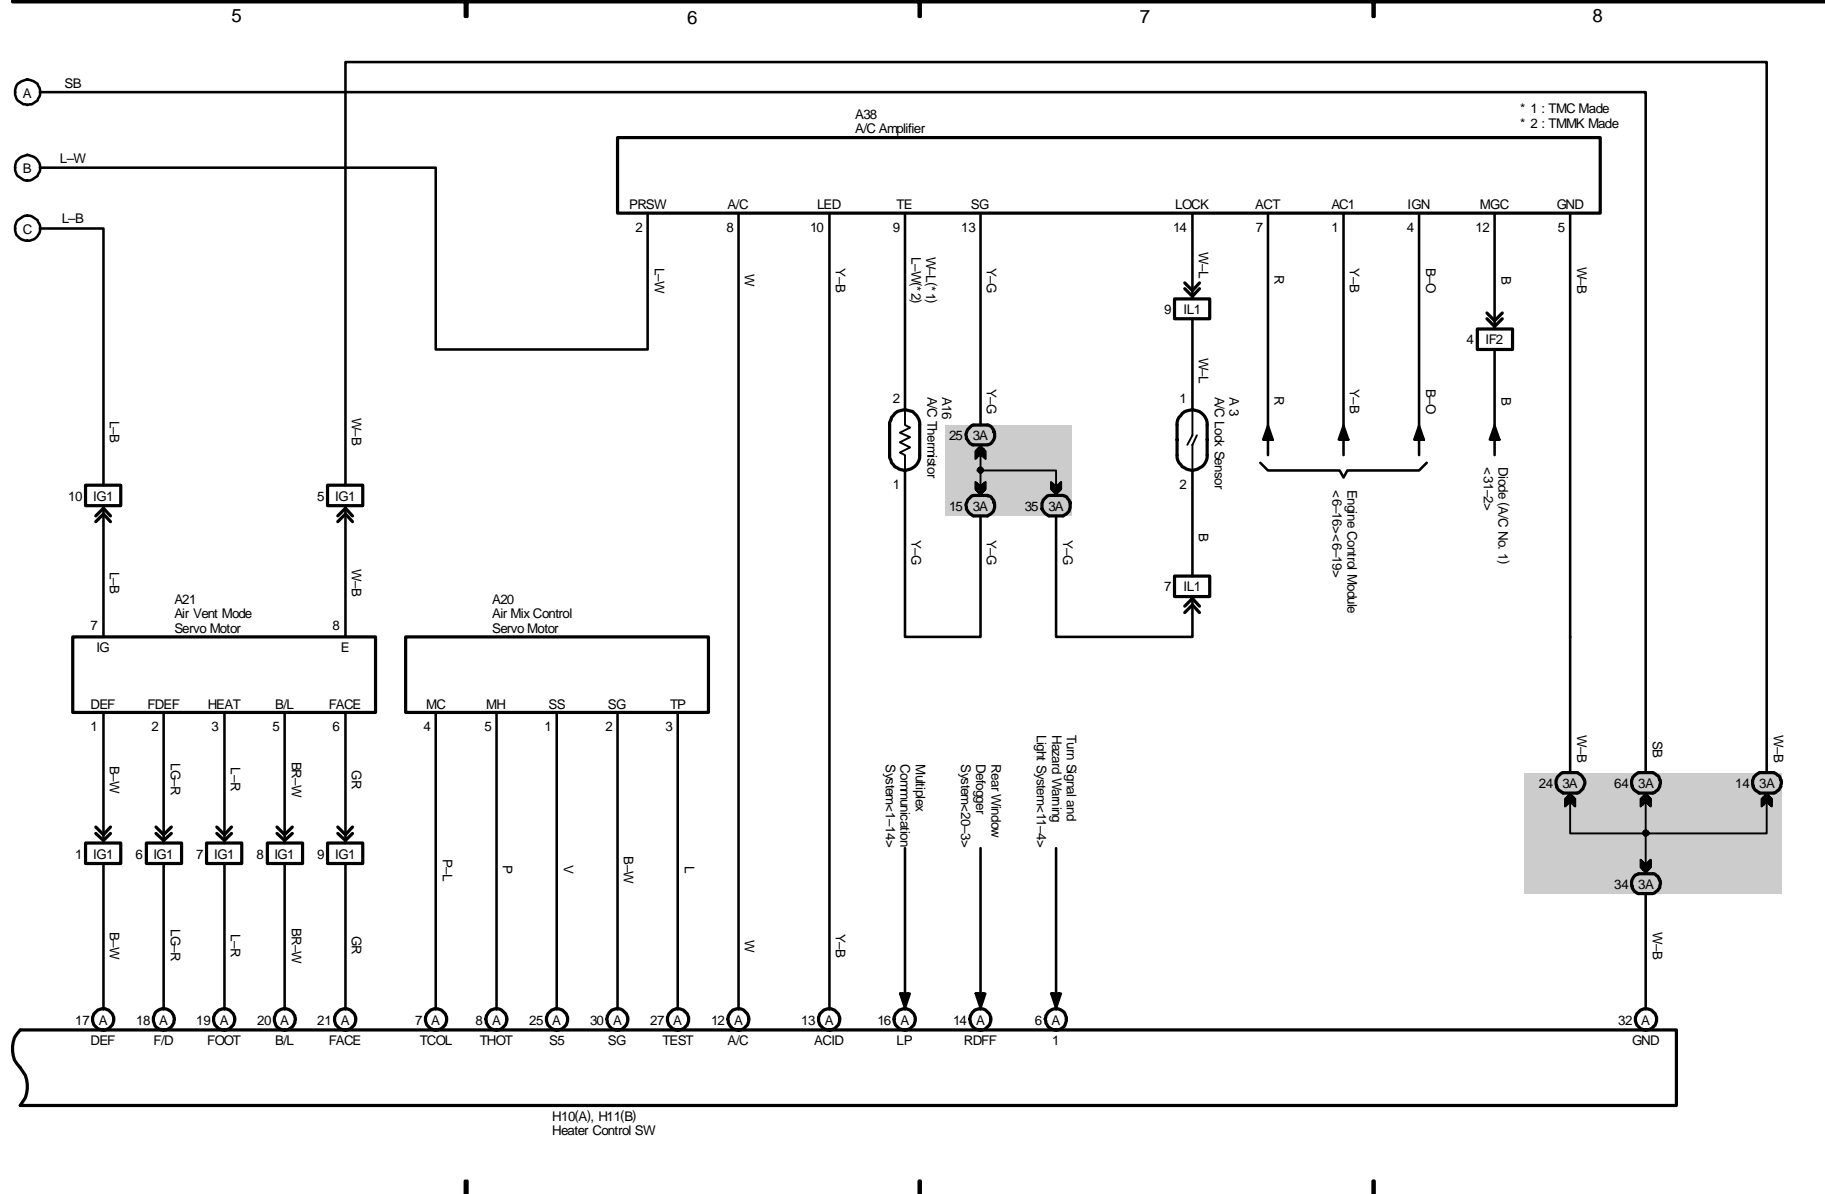 5
6
7
8
A
SB
B
L–W
C
L–B
A38
A/C Amplifier
* 1 : TMC Made
* 2 : TMMK Made
PRSW
A/C
LED
TE
SG
LOCK
ACT
AC1
IGN
MGC
GND
2
8
10
9
13
14
7
1
4
12
5
L–W
W
Y–B
W–L(*1)
L–W(*2)
Y–G
W–L
R
Y–B
B–O
B
W–B
9
IL1
4
IF2
L–B
W–B
2
A16
A/C Thermistor
1
Y–G
25
3A
15
3A
35
3A
W–L
1
A 3
A/C Lock Sensor
2
R
Y–B
B–O
B
Engine Control Module
<6–16><6–19>
Diode (A/C No. 1)
<31–2>
10
IG1
5
IG1
L–B
W–B
Y–G
Y–G
Y–G
B
7
IL1
A21
Air Vent Mode
Servo Motor
A20
Air Mix Control
Servo Motor
7
8
IG
E
DEF
FDEF
HEAT
B/L
FACE
MC
MH
SS
SG
TP
1
2
3
5
6
4
5
1
2
3
B–W
LG–R
L–R
BR–W
GR
Multiplex
Communication
System<1–14>
Rear Window
Defogger
System<20–3>
Turn Signal and
Hazard Warning
Light System<11–4>
W–B
SB
W–B
24
3A
64
3A
14
3A
1
IG1
6
IG1
7
IG1
8
IG1
9
IG1
P–L
P
V
B–W
L
34
3A
B–W
LG–R
L–R
BR–W
GR
W
Y–B
W–B
17
A
18
A
19
A
20
A
21
A
7
A
8
A
25
A
30
A
27
A
12
A
13
A
16
A
14
A
6
A
32
A
DEF
F/D
FOOT
B/L
FACE
TCOL
THOT
S5
SG
TEST
A/C
ACID
LP
RDFF
1
GND
H10(A), H11(B)
Heater Control SW